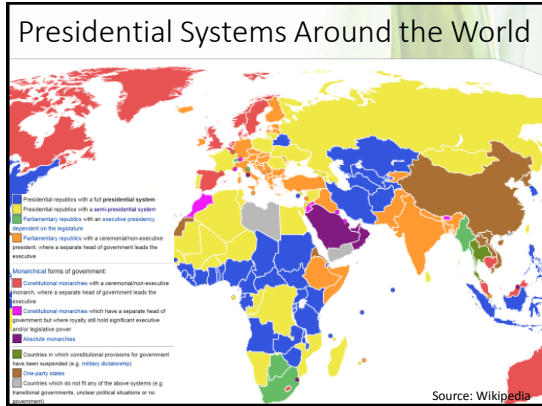 Presidential Systems Around the World
Presidential republics with a full presidential system
Presidential republics with a semi-presidential system
Parliamentary republics with an executive presidency
dependent on the legislature
Parliamentary republics with a ceremonial/non-executive
president, where a separate head of government leads the
executive
Monarchical forms of government:
Constitutional monarchies with a ceremonial/non-executive
monarch, where a separate head of government leads the
executive
Constitutional monarchies which have a separate head of
government but where royalty still hold significant executive
and/or legislative power
Absolute monarchies
Countries in which constitutional provisions for government
have been suspended (e.g. military dictatorship)
One-party states
Countries which do not fit any of the above systems (e.g.
transitional governments, unclear political situations or no
government)
Source: Wikipedia